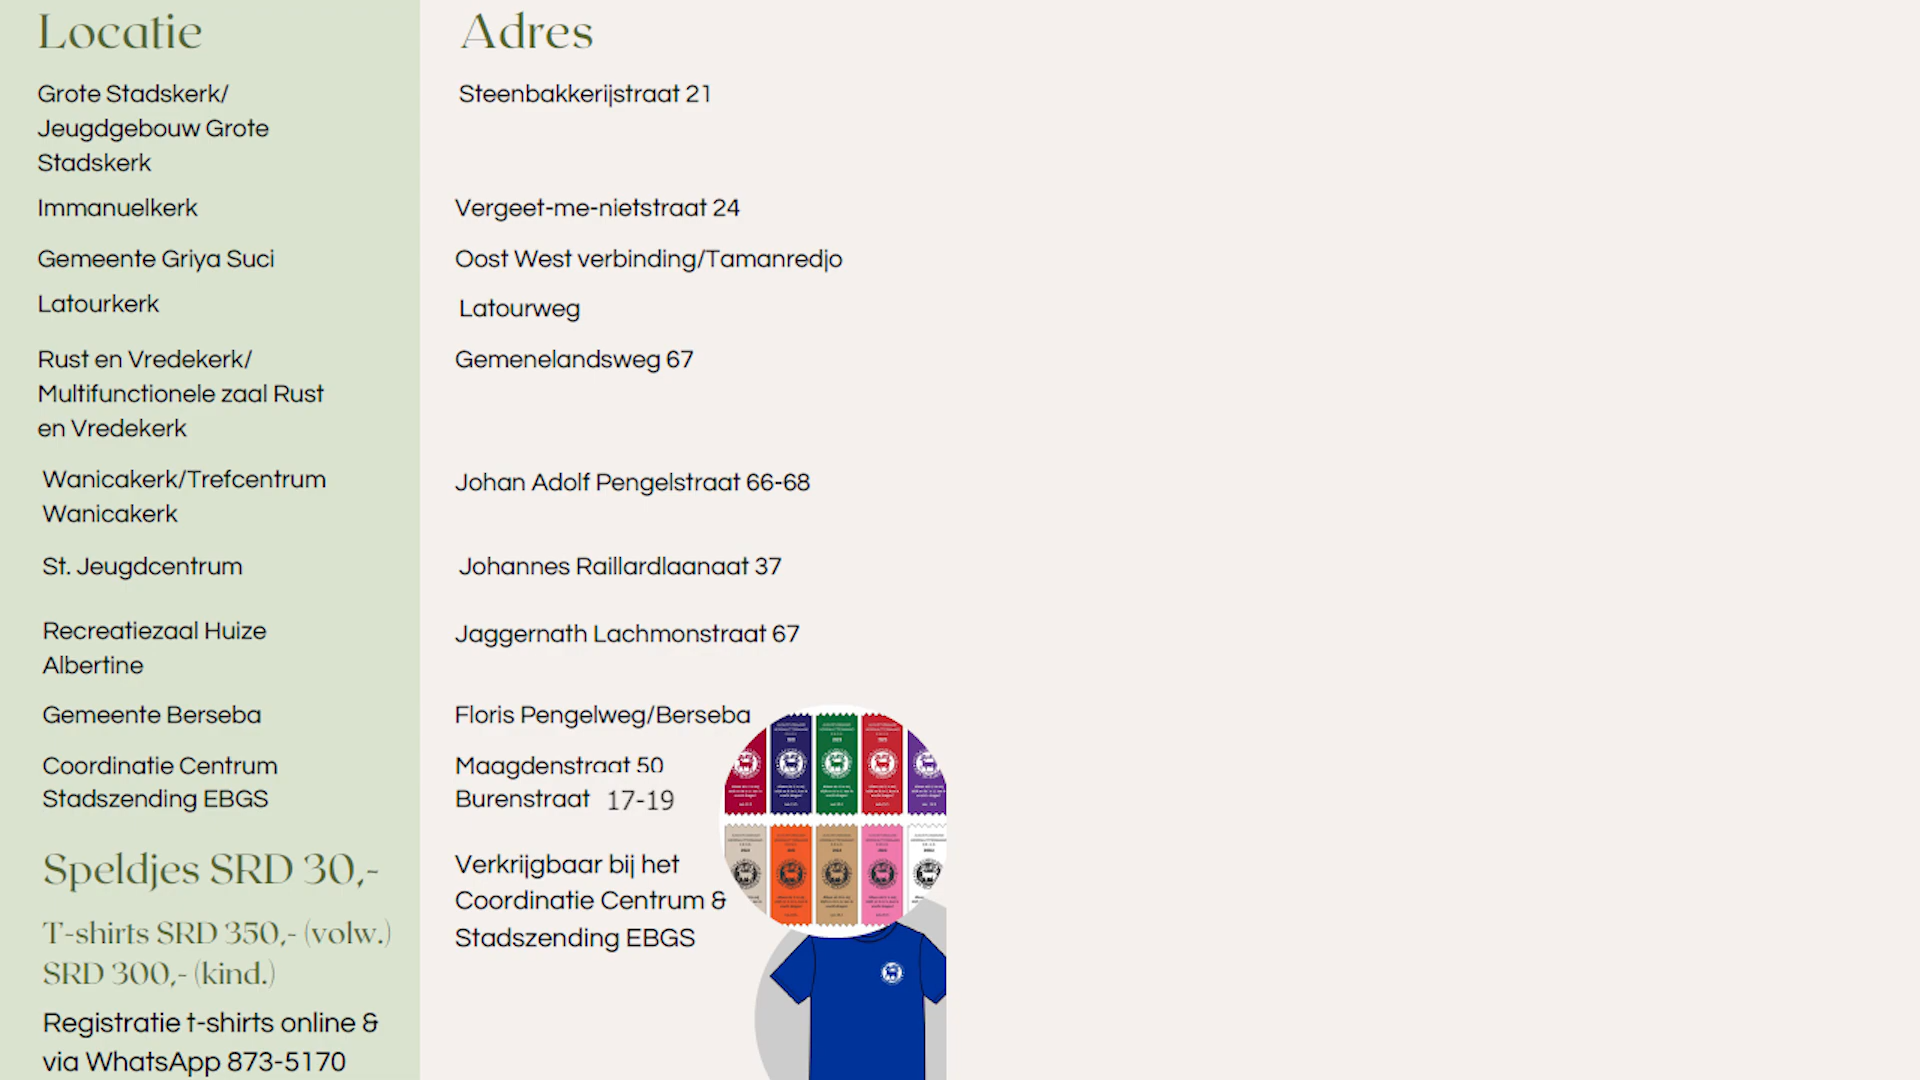 Locatie
Adres
Grote Stadskerk/
Jeugdgebouw Grote
Stadskerk
Steenbakkerijstraat 21
Immanuelkerk
Vergeet-me-nietstraat 24
Gemeente Griya Suci
Oost West verbinding/Tamanredjo
Latourkerk
Latourweg
Rust en Vredekerk/
Multifunctionele zaal Rust
en Vredekerk
Gemenelandsweg 67
Wanicakerk/Trefcentrum
Wanicakerk
Johan Adolf Pengelstraat 66-68
St. Jeugdcentrum
Johannes Raillardlaanaat 37
Recreatiezaal Huize
Albertine
Jaggernath Lachmonstraat 67
Gemeente Berseba
Floris Pengelweg/Berseba
Coordinatie Centrum
Stadszending EBGS
Maagdenstraat 50
Burenstraat 17-19
Speldjes SRD 30,-
T-shirts SRD 350,- (volw.)
SRD 300,- (kind.)
Registratie t-shirts online &
via WhatsApp 873-5170
Verkrijgbaar bij het
Coordinatie Centrum &
Stadszending EBGS